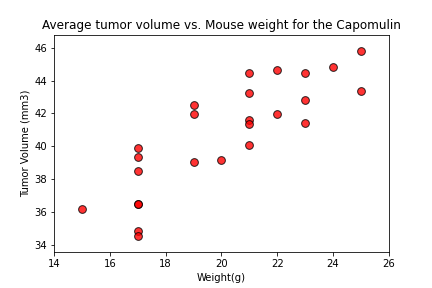 Average tumor volume vs. Mouse weight for the Capomulin
46
44
42
40
38
36
34
Tumor Volume (mm3)
14 16 18 20 22 24 26
Weight(g)